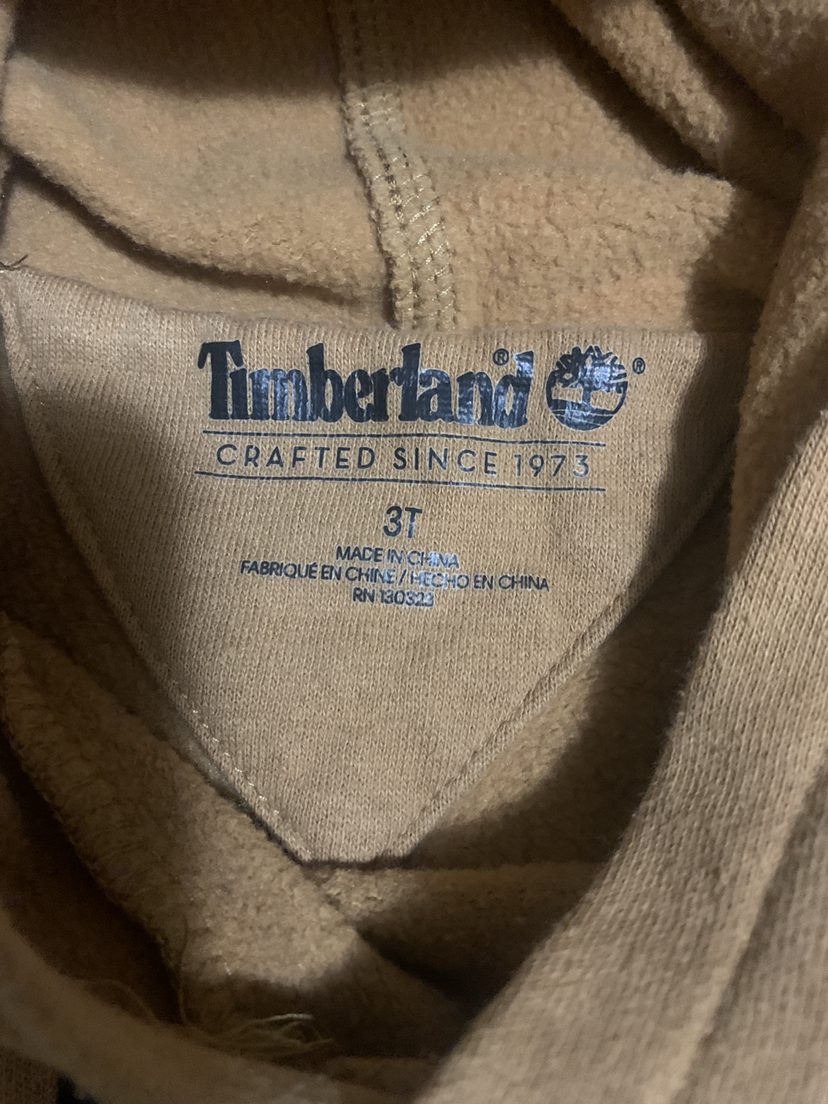 Timberland® ®
CRAFTED SINCE 1973
3T
MADE IN CHINA
FABRIQUÉ EN CHINE / HECHO EN CHINA
RN 130323